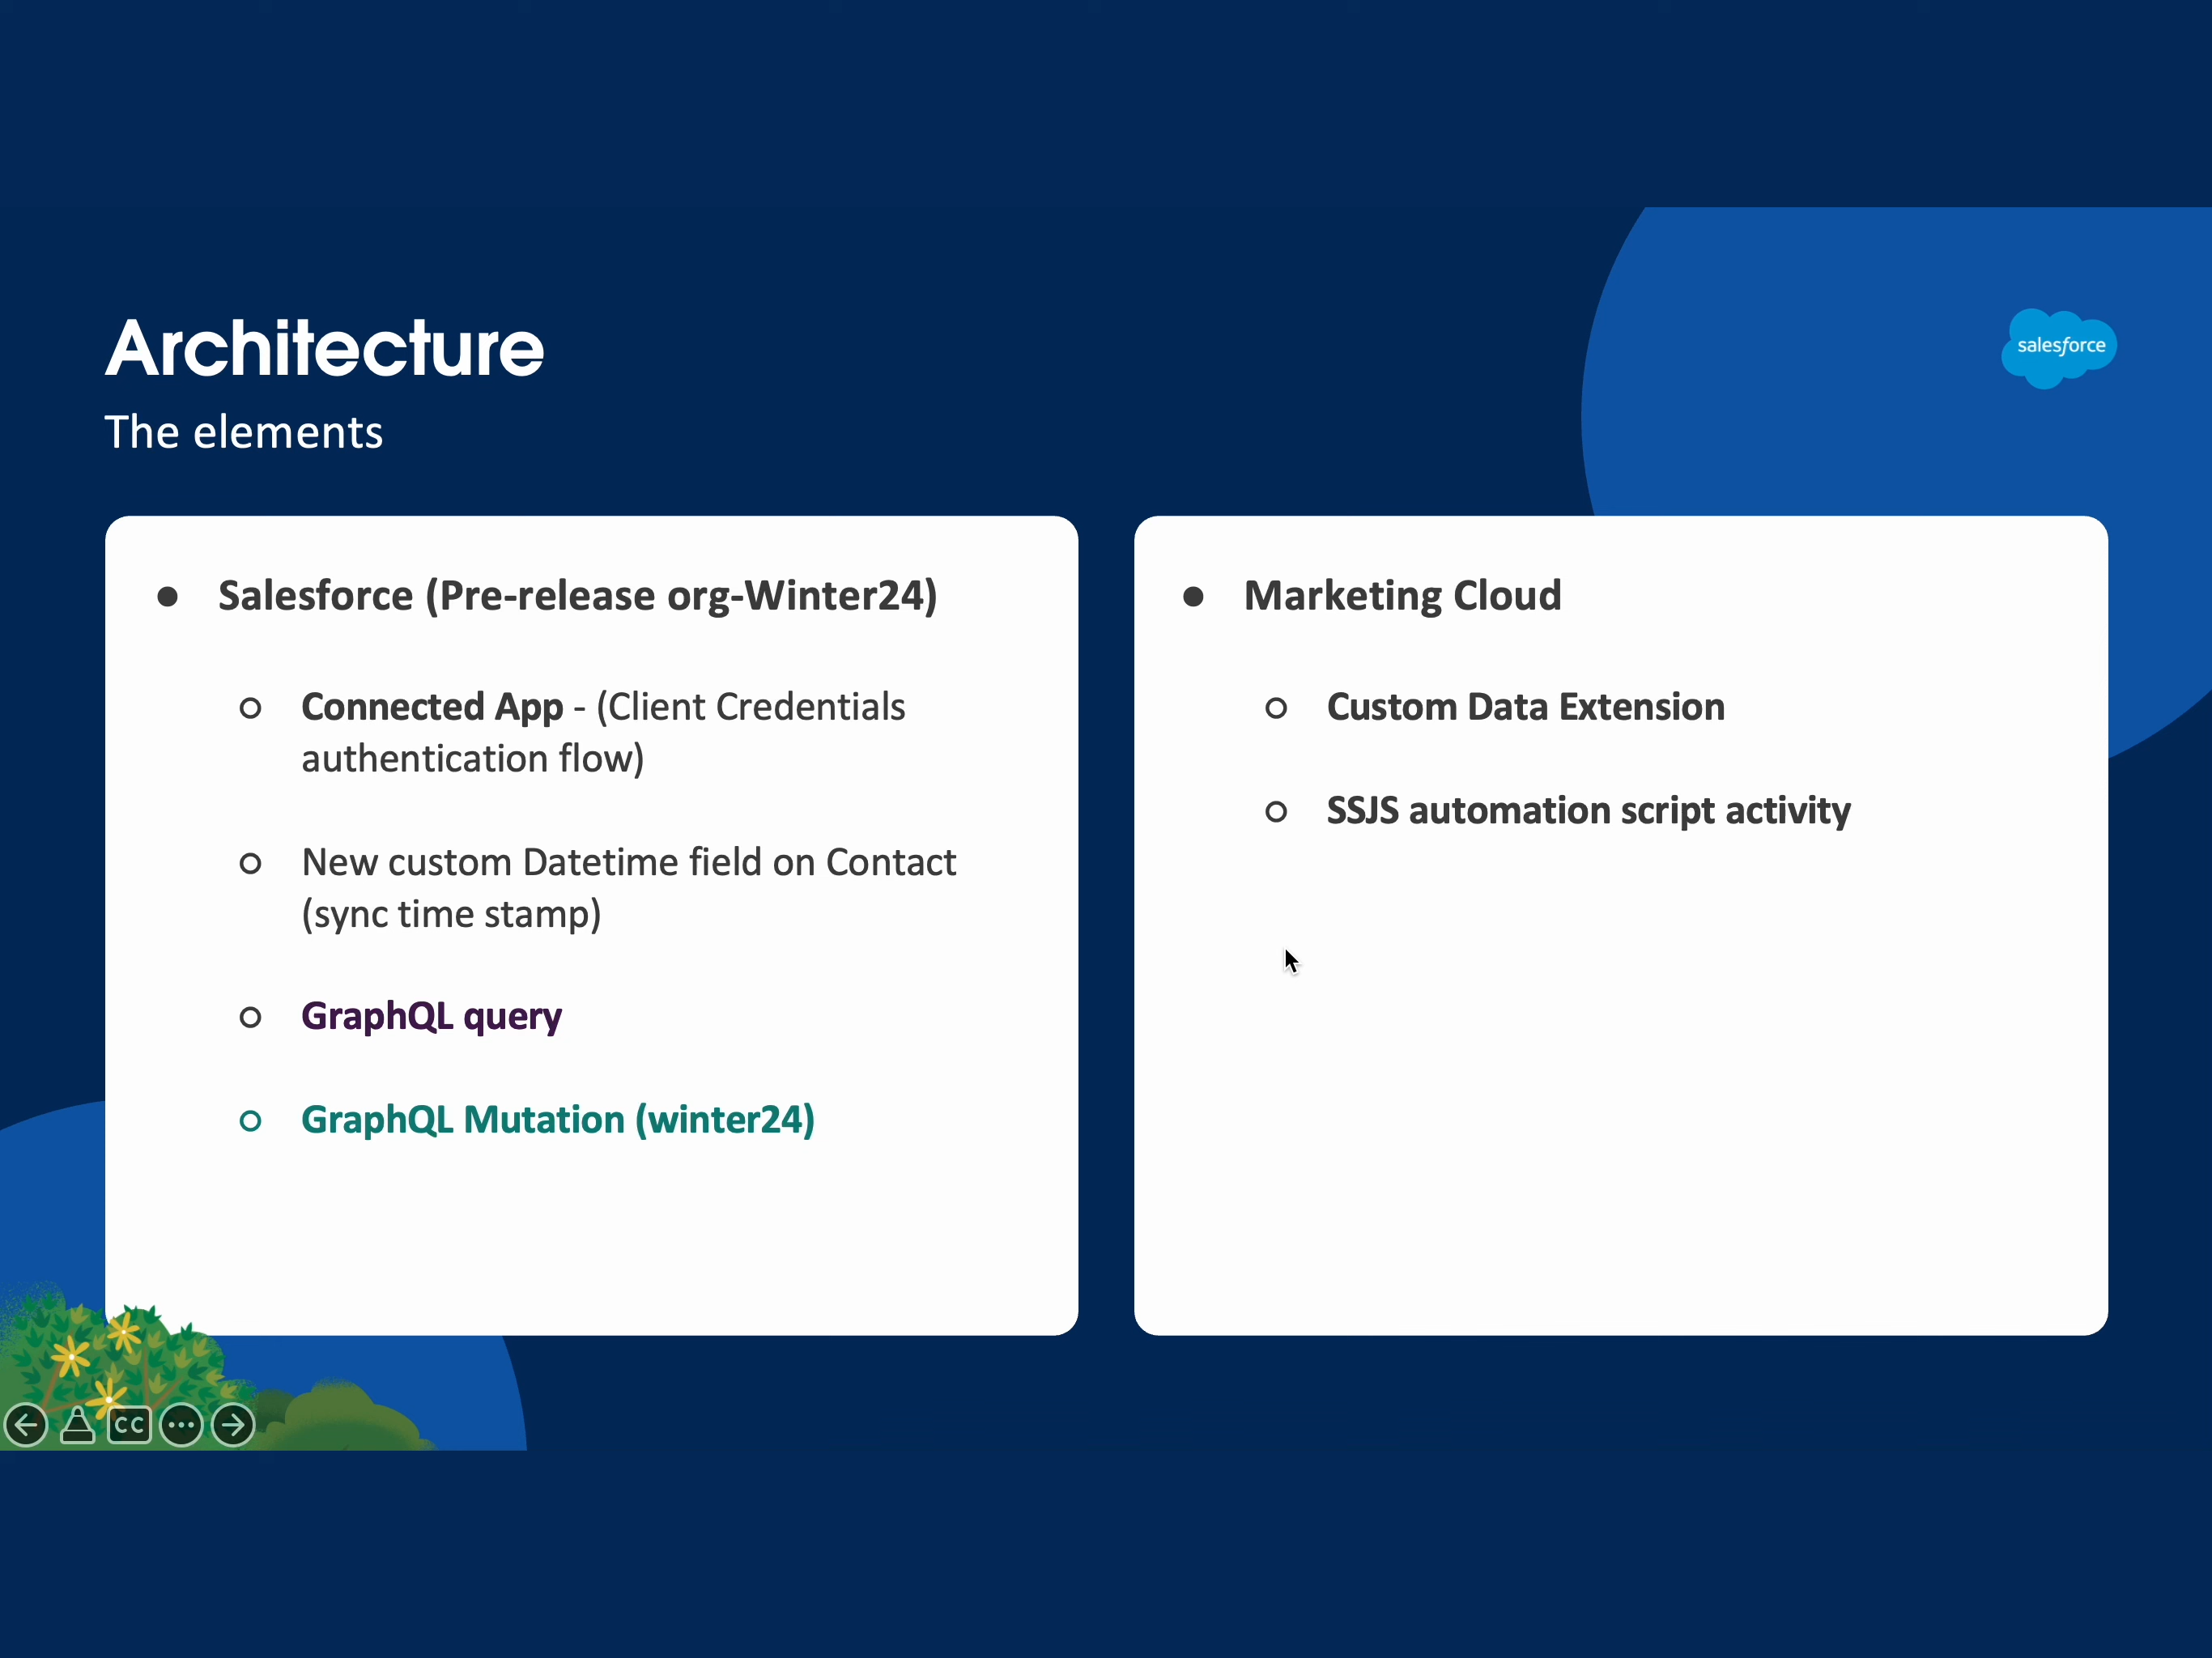 Architecture
The elements
salesforce
● Salesforce (Pre-release org-Winter24)
○ Connected App - (Client Credentials
authentication flow)
○ New custom Datetime field on Contact
(sync time stamp)
○ GraphQL query
○ GraphQL Mutation (winter24)
● Marketing Cloud
○ Custom Data Extension
○ SSJS automation script activity
CC